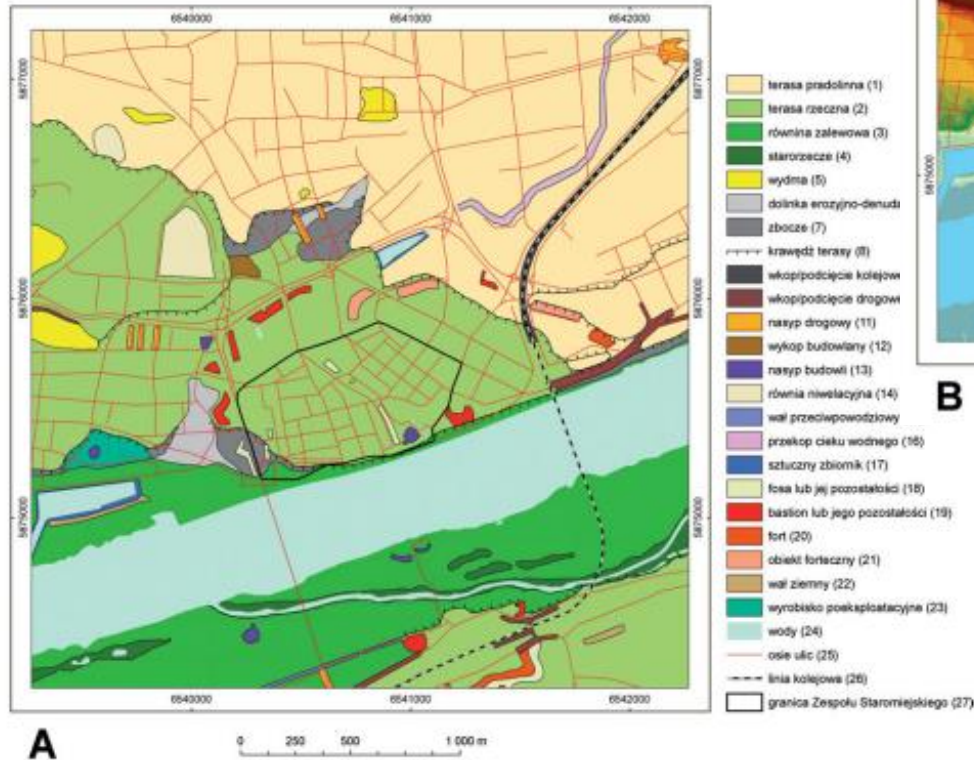 6540000 6541000 6542000
5877000 5877000
5876000 5876000
5875000 5875000
6540000 6541000 6542000
terasa pradolinna (1)
terasa rzeczna (2)
równina zalewowa (3)
starorzecze (4)
wydma (5)
dolinka erozyjno-denuda
zbocze (7)
krawędź terasy (8)
wkop/podcięcie kolejowe
wkop/podcięcie drogowe
nasyp drogowy (11)
wykop budowlany (12)
nasyp budowli (13)
równia niwelacyjna (14)
wał przeciwpowodziowy
przekop cieku wodnego (16)
sztuczny zbiornik (17)
fosa lub jej pozostałości (18)
bastion lub jego pozostałości (19)
fort (20)
obiekt forteczny (21)
wał ziemny (22)
wyrobisko poeksploatacyjne (23)
wody (24)
osie ulic (25)
linia kolejowa (26)
granica Zespołu Staromiejskiego (27)
5875000
B
A
0 250 500 1 000 m